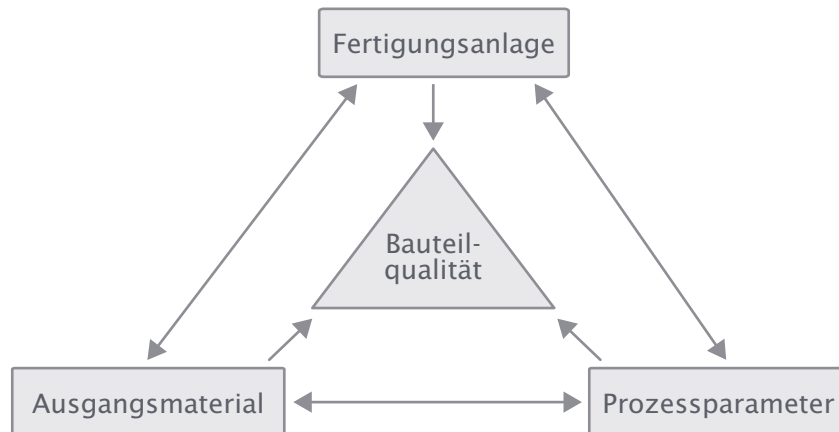 Fertigungsanlage
Bauteil-
qualität
Ausgangsmaterial
Prozessparameter